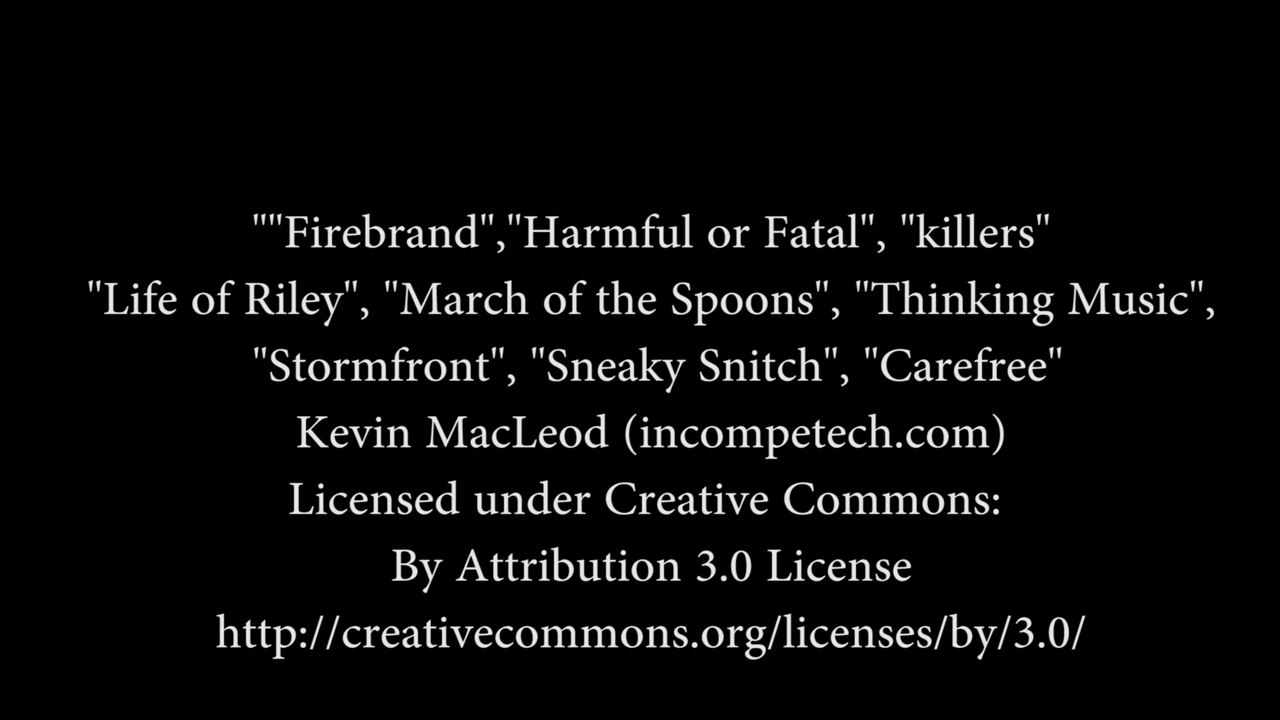 ""Firebrand","Harmful or Fatal", "killers"
"Life of Riley", "March of the Spoons", "Thinking Music",
"Stormfront", "Sneaky Snitch", "Carefree"
Kevin MacLeod (incompetech.com)
Licensed under Creative Commons:
By Attribution 3.0 License
http://creativecommons.org/licenses/by/3.0/